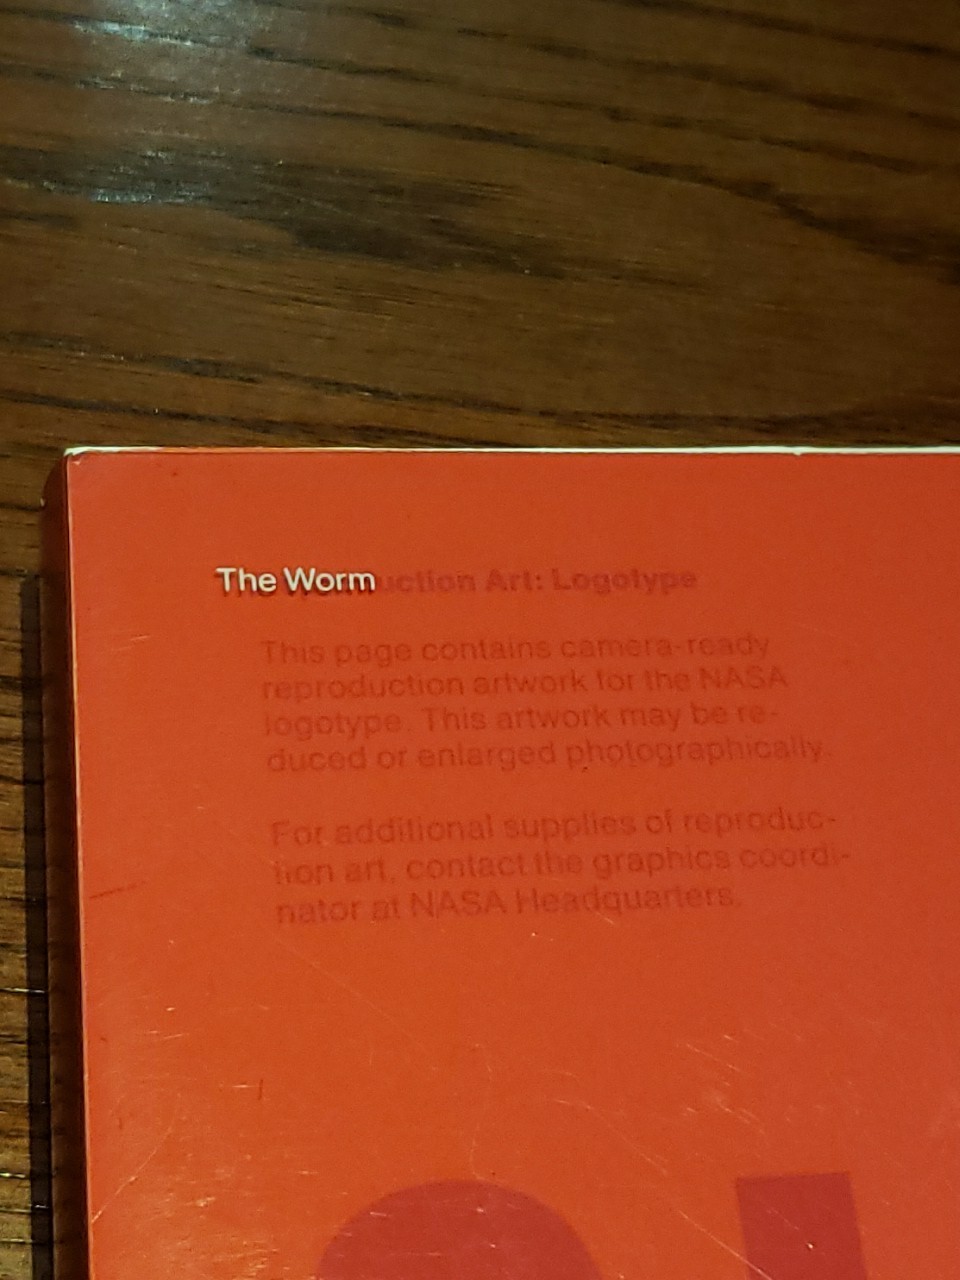 The Worm
uction Art: Logotype
This page contains camera-ready
reproduction artwork for the NASA
logotype. This artwork may be re-
duced or enlarged photographically.
For additional supplies of reproduc-
tion art, contact the graphics coordi-
nator at NASA Headquarters.